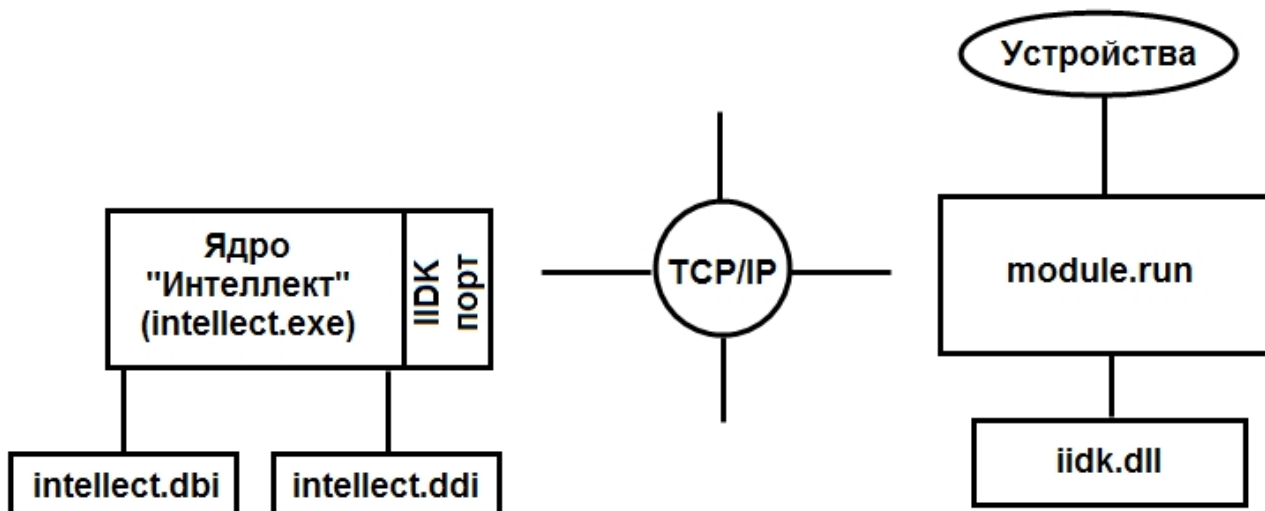 Устройства
Ядро
"Интеллект"
(intellect.exe)
IIDK
порт
TCP/IP
module.run
intellect.dbi
intellect.ddi
iidk.dll